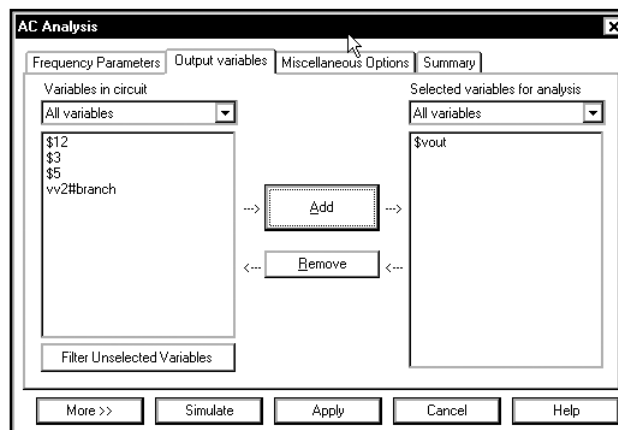 AC Analysis
Frequency Parameters Output variables Miscellaneous Options Summary
Variables in circuit
All variables
$12
$3
$5
vv2#branch
Filter Unselected Variables
---> Add --->
<--- Remove <---
Selected variables for analysis
All variables
$vout
More >> Simulate Apply Cancel Help